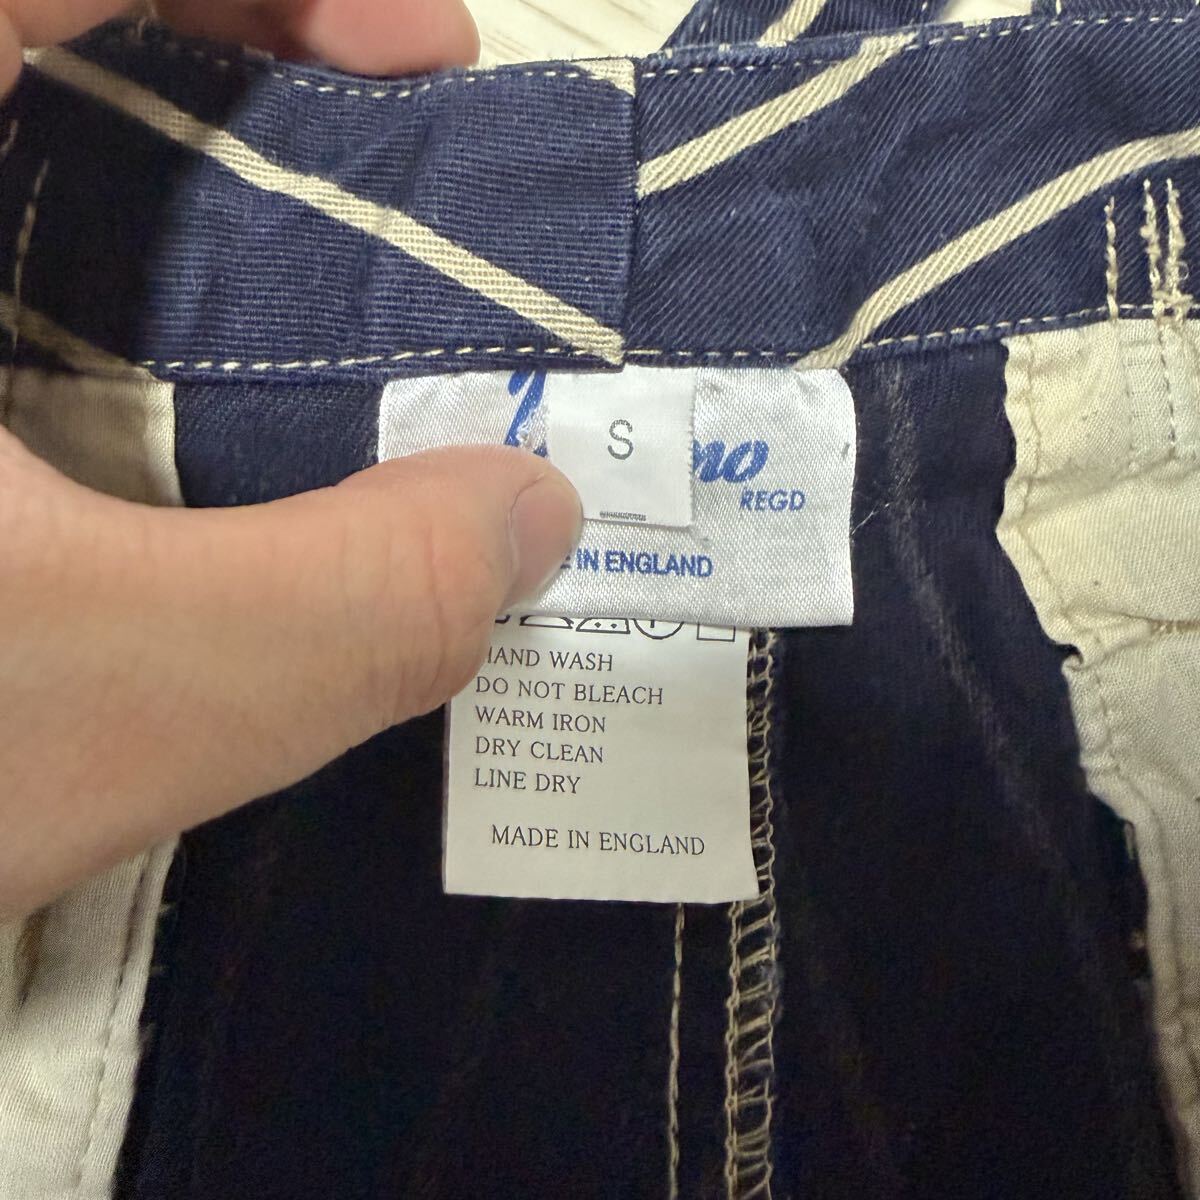 S
REGD
IN ENGLAND
HAND WASH
DO NOT BLEACH
WARM IRON
DRY CLEAN
LINE DRY
MADE IN ENGLAND